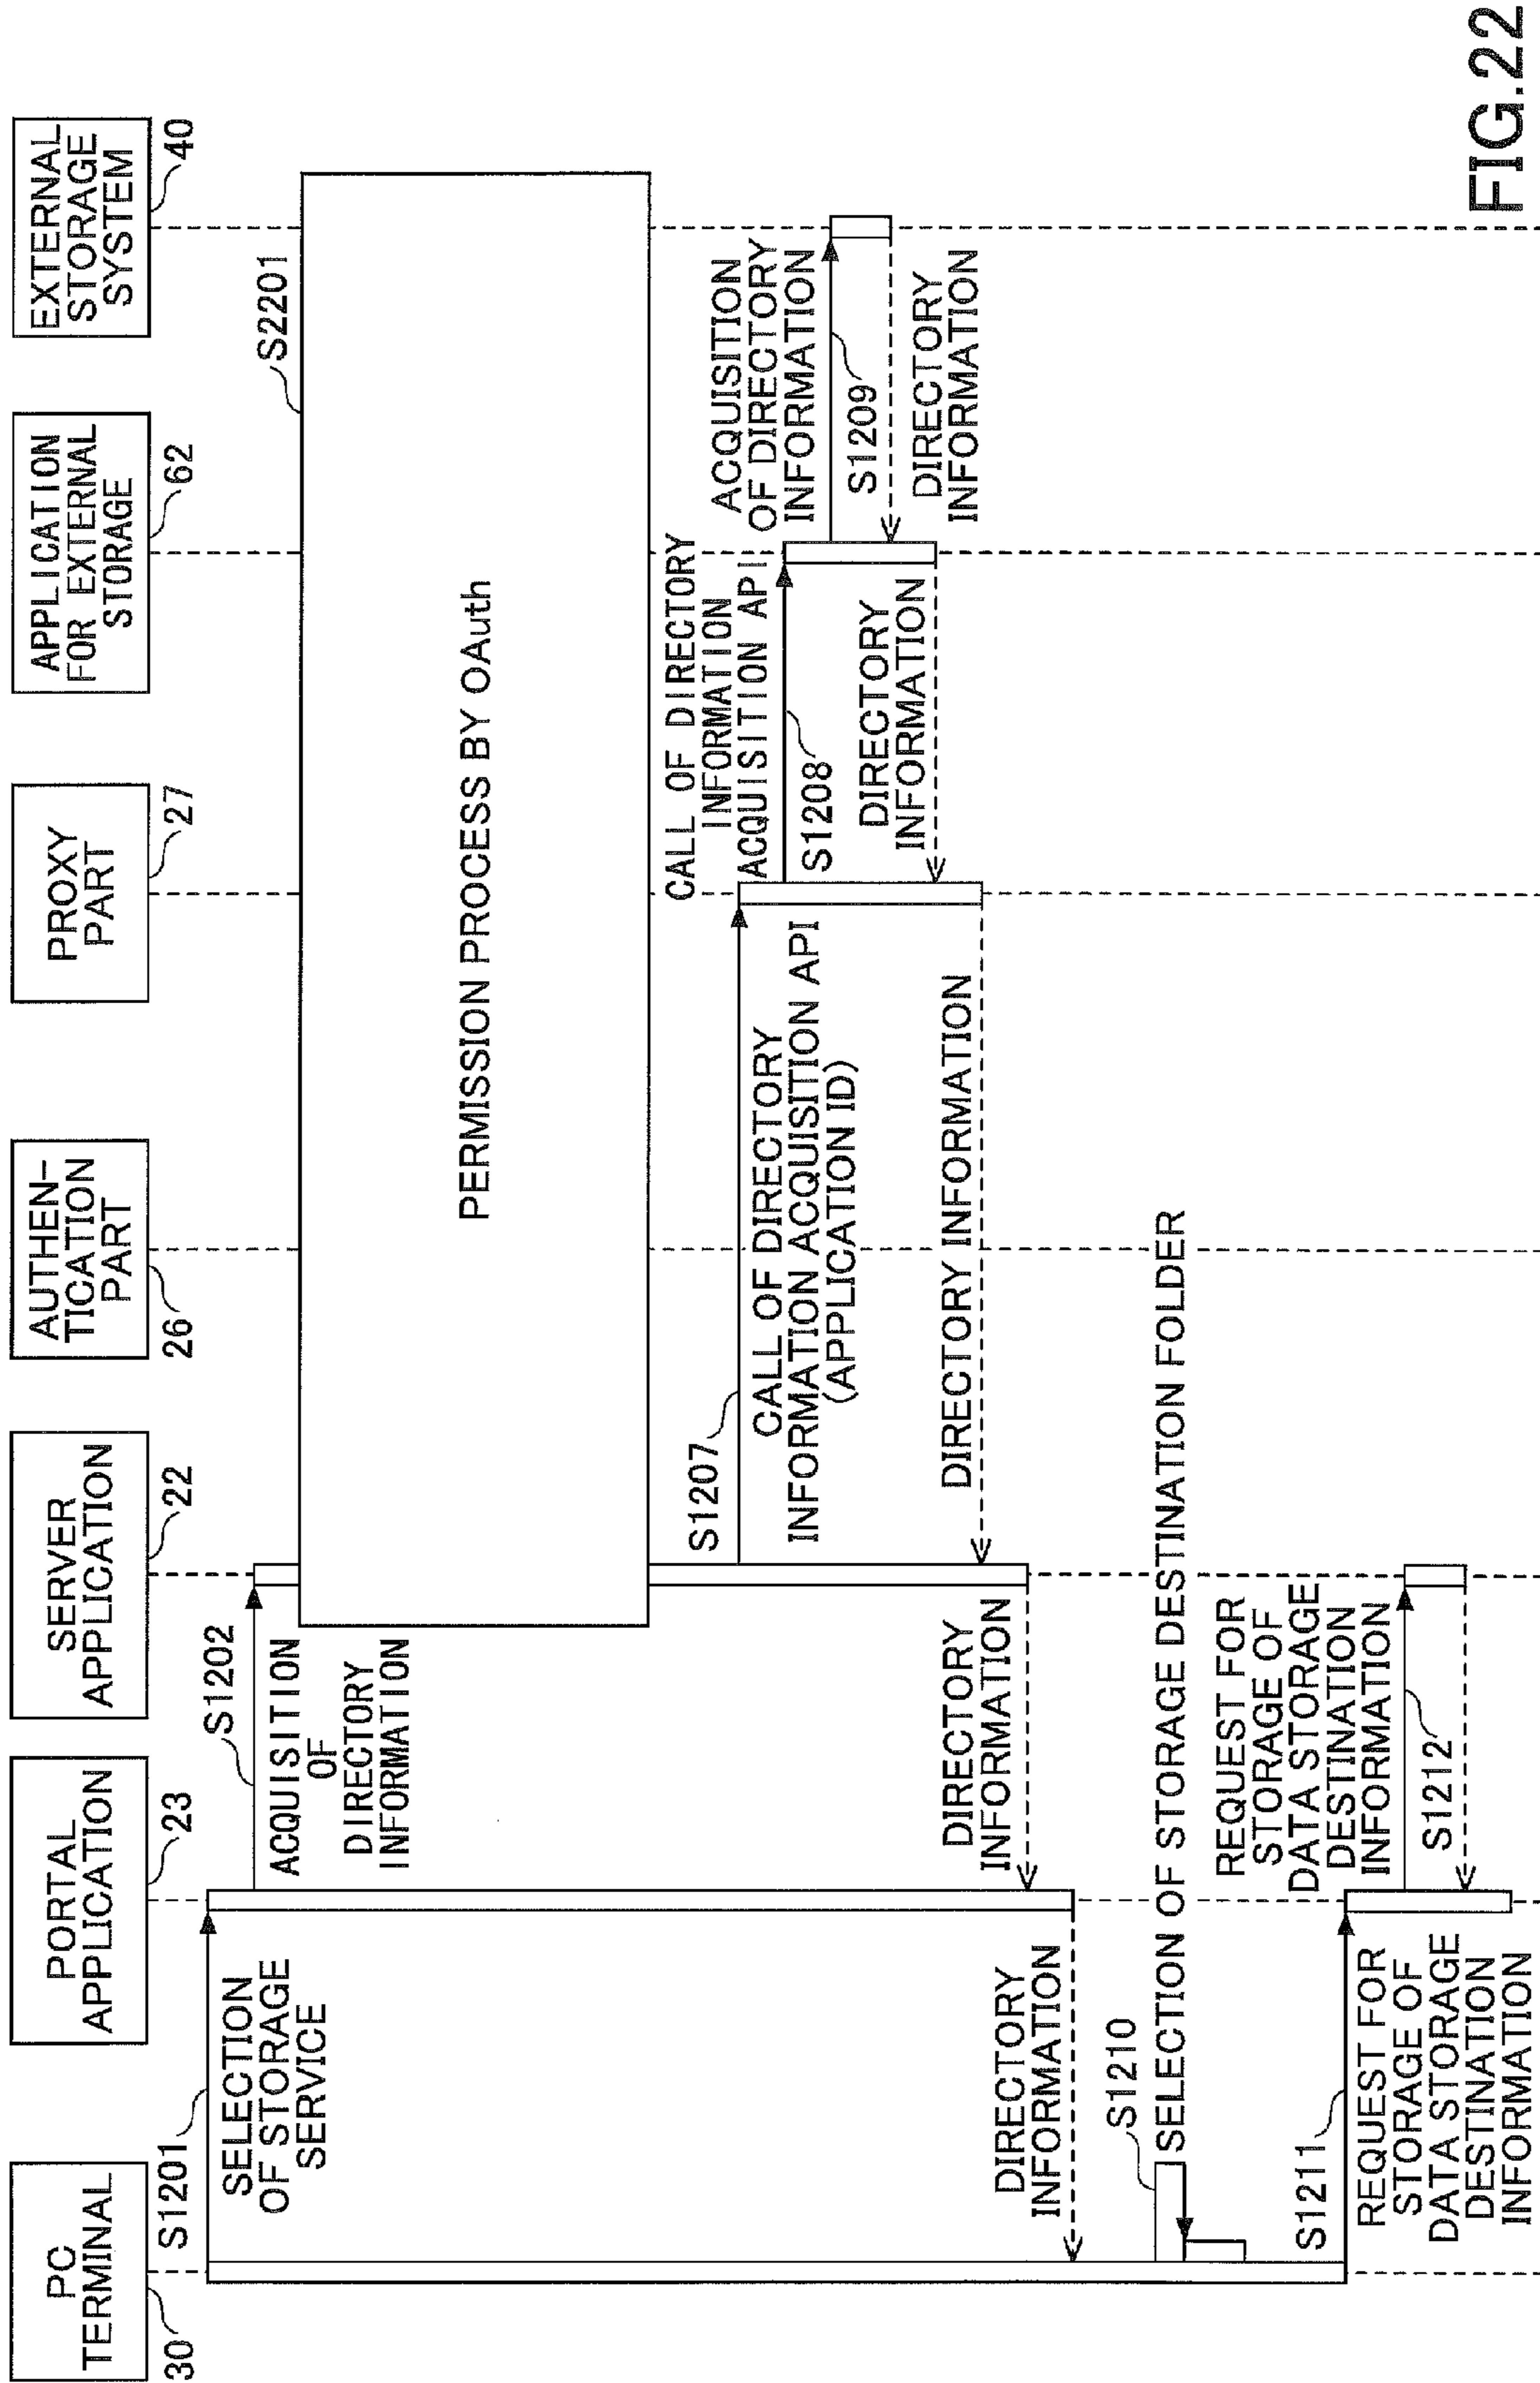 PC
TERMINAL
30
PORTAL
APPLICATION
23
SERVER
APPLICATION
22
AUTHEN-
TICATION
PART
26
PROXY
PART
27
APPLICATION
FOR EXTERNAL
STORAGE
62
EXTERNAL
STORAGE
SYSTEM
40
S1201
SELECTION
OF STORAGE
SERVICE
S1202
ACQUISITION
OF
DIRECTORY
INFORMATION
S2201
PERMISSION PROCESS BY OAuth
S1207
CALL OF DIRECTORY
INFORMATION ACQUISITION API
(APPLICATION ID)
CALL OF DIRECTORY
INFORMATION
ACQUISITION API
S1208
ACQUISITION
OF DIRECTORY
INFORMATION
S1209
DIRECTORY
INFORMATION
DIRECTORY
INFORMATION
DIRECTORY INFORMATION
DIRECTORY
INFORMATION
DIRECTORY
INFORMATION
S1210
SELECTION OF STORAGE DESTINATION FOLDER
S1211
REQUEST FOR
STORAGE OF
DATA STORAGE
DESTINATION
INFORMATION
REQUEST FOR
STORAGE OF
DATA STORAGE
DESTINATION
INFORMATION
S1212
FIG.22